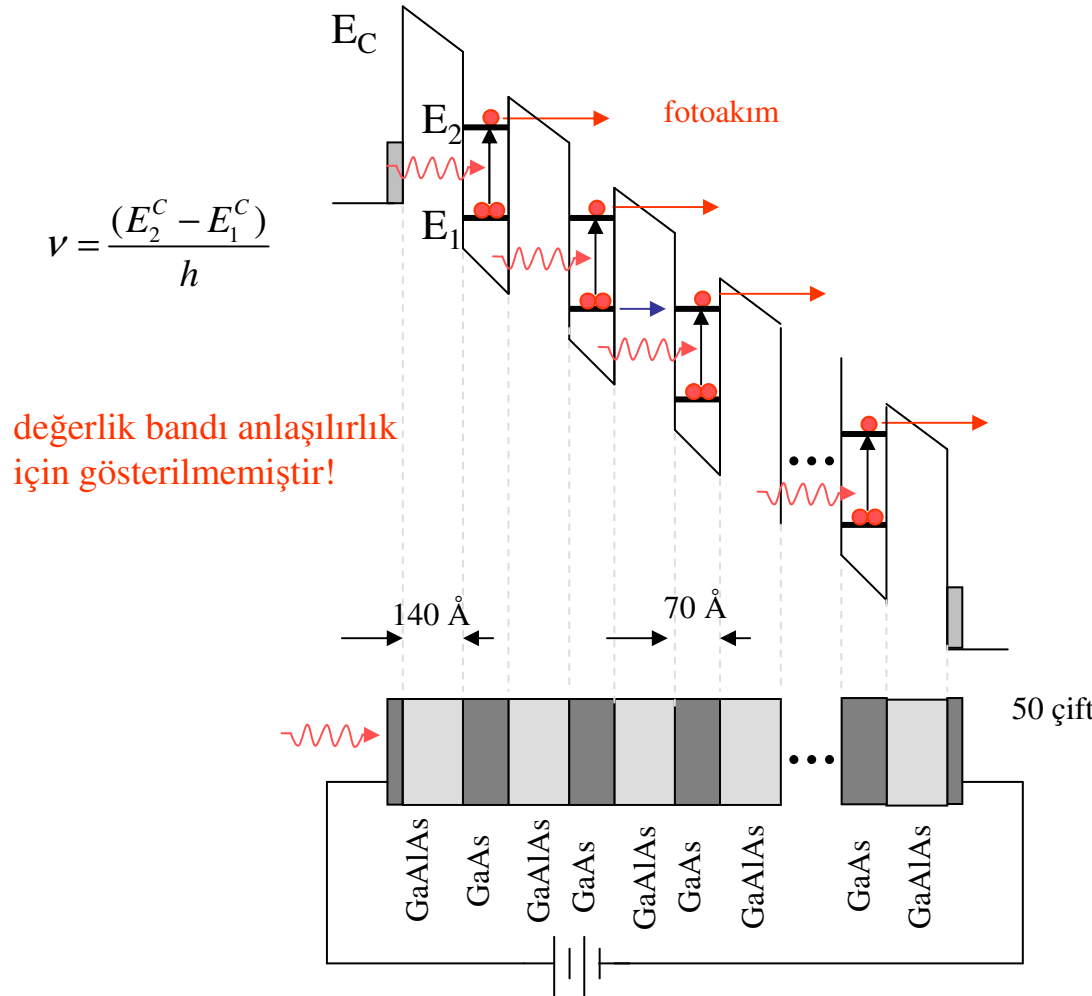 E_C
E_2
fotoakım
E_1
ν = (E_2^C − E_1^C) / h
değerlik bandı anlaşılırlık
için gösterilmemiştir!
•••
140 Å
70 Å
50 çift
•••
GaAlAs
GaAs
GaAlAs
GaAs
GaAlAs
GaAs
GaAlAs
GaAs
GaAlAs